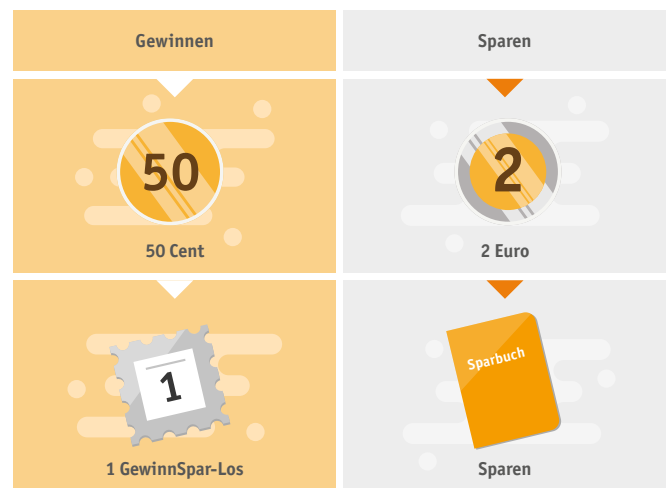 Gewinnen
Sparen
50
2
50 Cent
2 Euro
1
Sparbuch
1 GewinnSpar-Los
Sparen